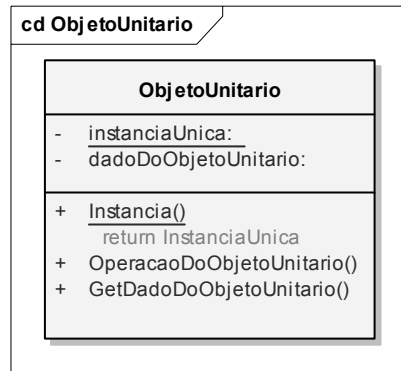 cd ObjetoUnitario
ObjetoUnitario
- instanciaUnica:
- dadoDoObjetoUnitario:
+ Instancia()
return InstanciaUnica
+ OperacaoDoObjetoUnitario()
+ GetDadoDoObjetoUnitario()